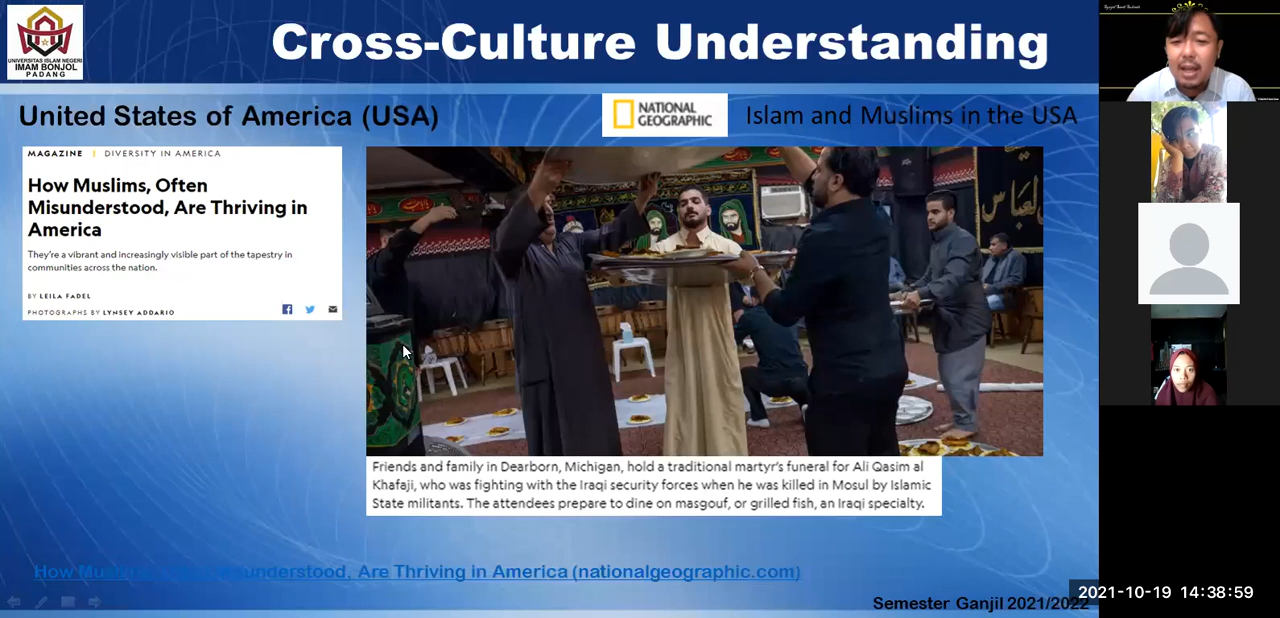 UNIVERSITAS ISLAM NEGERI
IMAM BONJOL
PADANG
Cross-Culture Understanding
United States of America (USA)
NATIONAL
GEOGRAPHIC
Islam and Muslims in the USA
MAGAZINE | DIVERSITY IN AMERICA
How Muslims, Often
Misunderstood, Are Thriving in
America
They're a vibrant and increasingly visible part of the tapestry in
communities across the nation.
BY LEILA FADEL
PHOTOGRAPHS BY LYNSEY ADDARIO
Friends and family in Dearborn, Michigan, hold a traditional martyr's funeral for Ali Qasim al
Khafaji, who was fighting with the Iraqi security forces when he was killed in Mosul by Islamic
State militants. The attendees prepare to dine on masgouf, or grilled fish, an Iraqi specialty.
How Muslims, Often Misunderstood, Are Thriving in America (nationalgeographic.com)
Semester Ganjil 2021/2022
2021-10-19 14:38:59